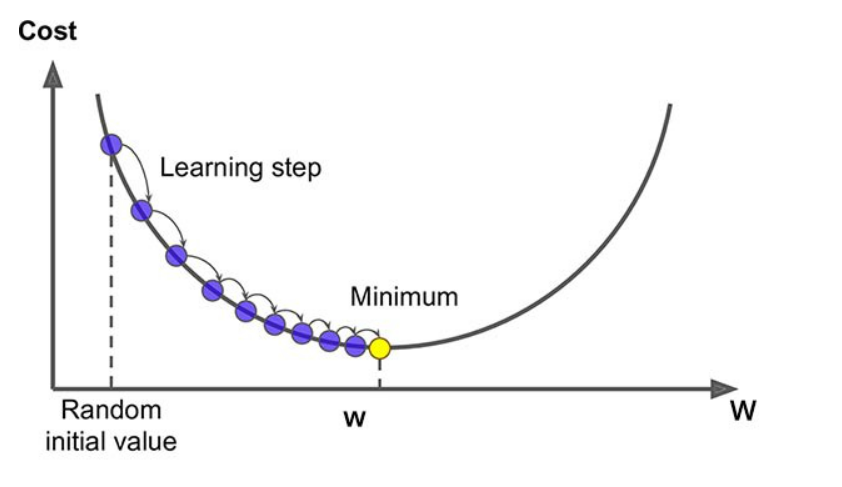 Cost
Learning step
Minimum
Random
initial value
w
W